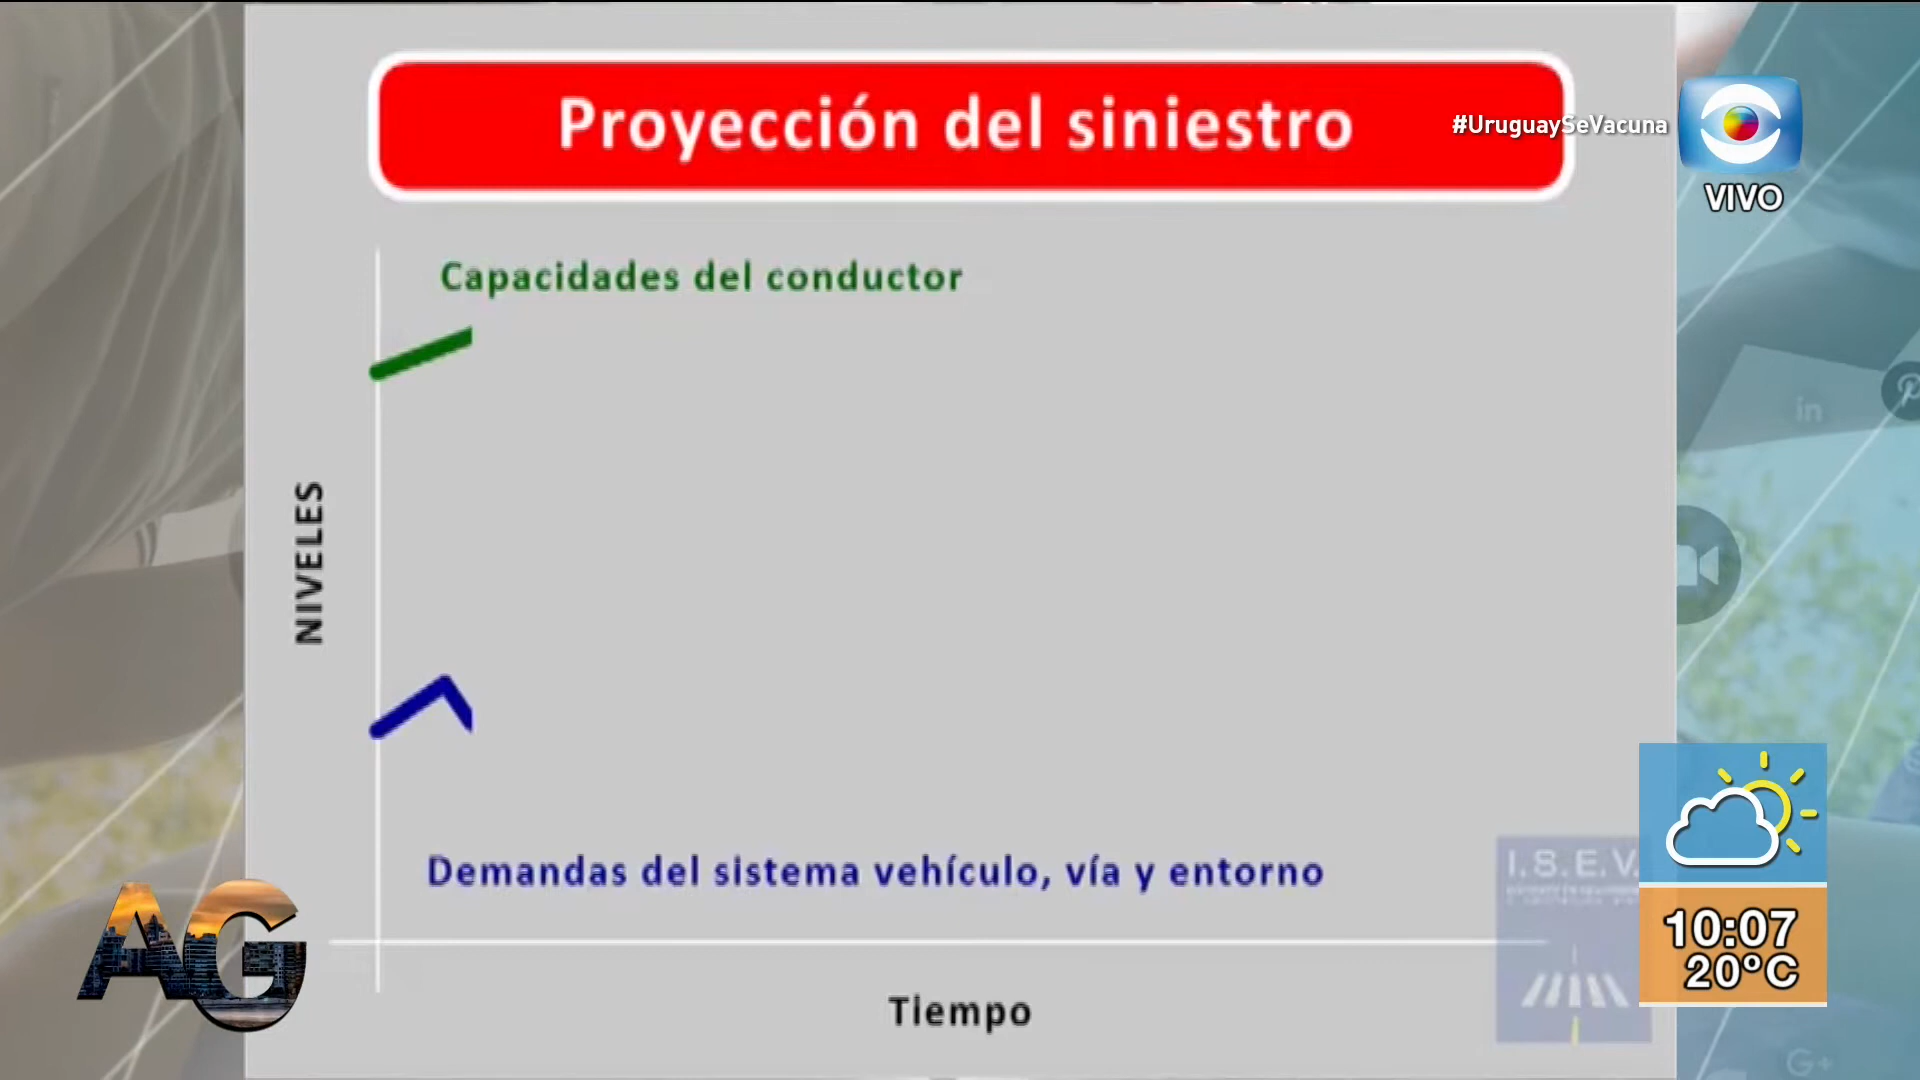 Proyección del siniestro
#UruguaySeVacuna
VIVO
Capacidades del conductor
in
NIVELES
Demandas del sistema vehículo, vía y entorno
I.S.E.V.
AG
10:07
20°C
Tiempo
G+